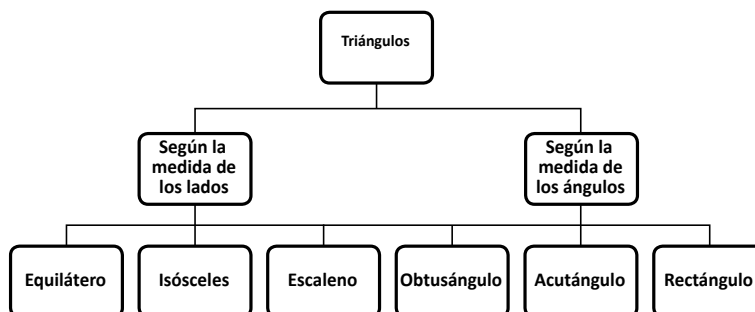 Triángulos
Según la
medida de
los lados
Según la
medida de
los ángulos
Equilátero
Isósceles
Escaleno
Obtusángulo
Acutángulo
Rectángulo